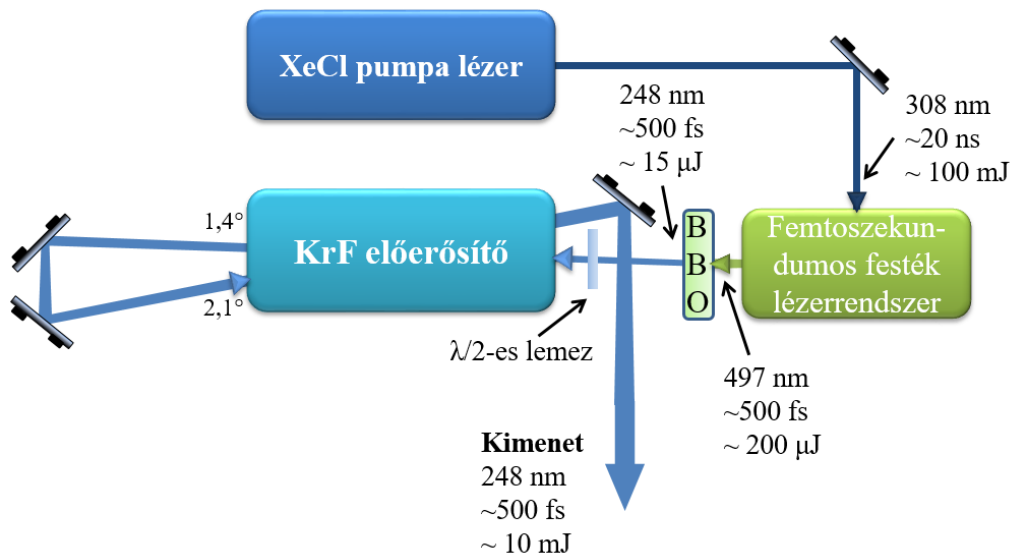 XeCl pumpa lézer
248 nm
~500 fs
~ 15 μJ
308 nm
~20 ns
~ 100 mJ
1,4°
2,1°
KrF előerősítő
B
B
O
Femtoszekun-
dumos festék
lézerrendszer
λ/2-es lemez
497 nm
~500 fs
~ 200 μJ
Kimenet
248 nm
~500 fs
~ 10 mJ